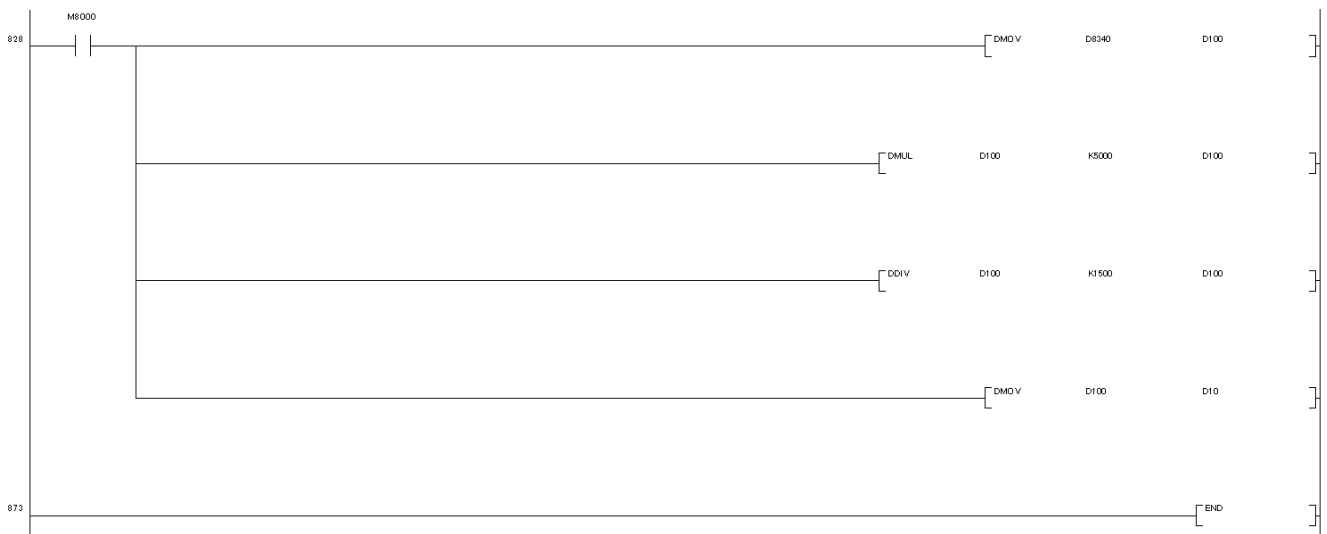 M8000
828 DMOV D8340 D100
DMUL D100 K5000 D100
DDIV D100 K1500 D100
DMOV D100 D10
873 END